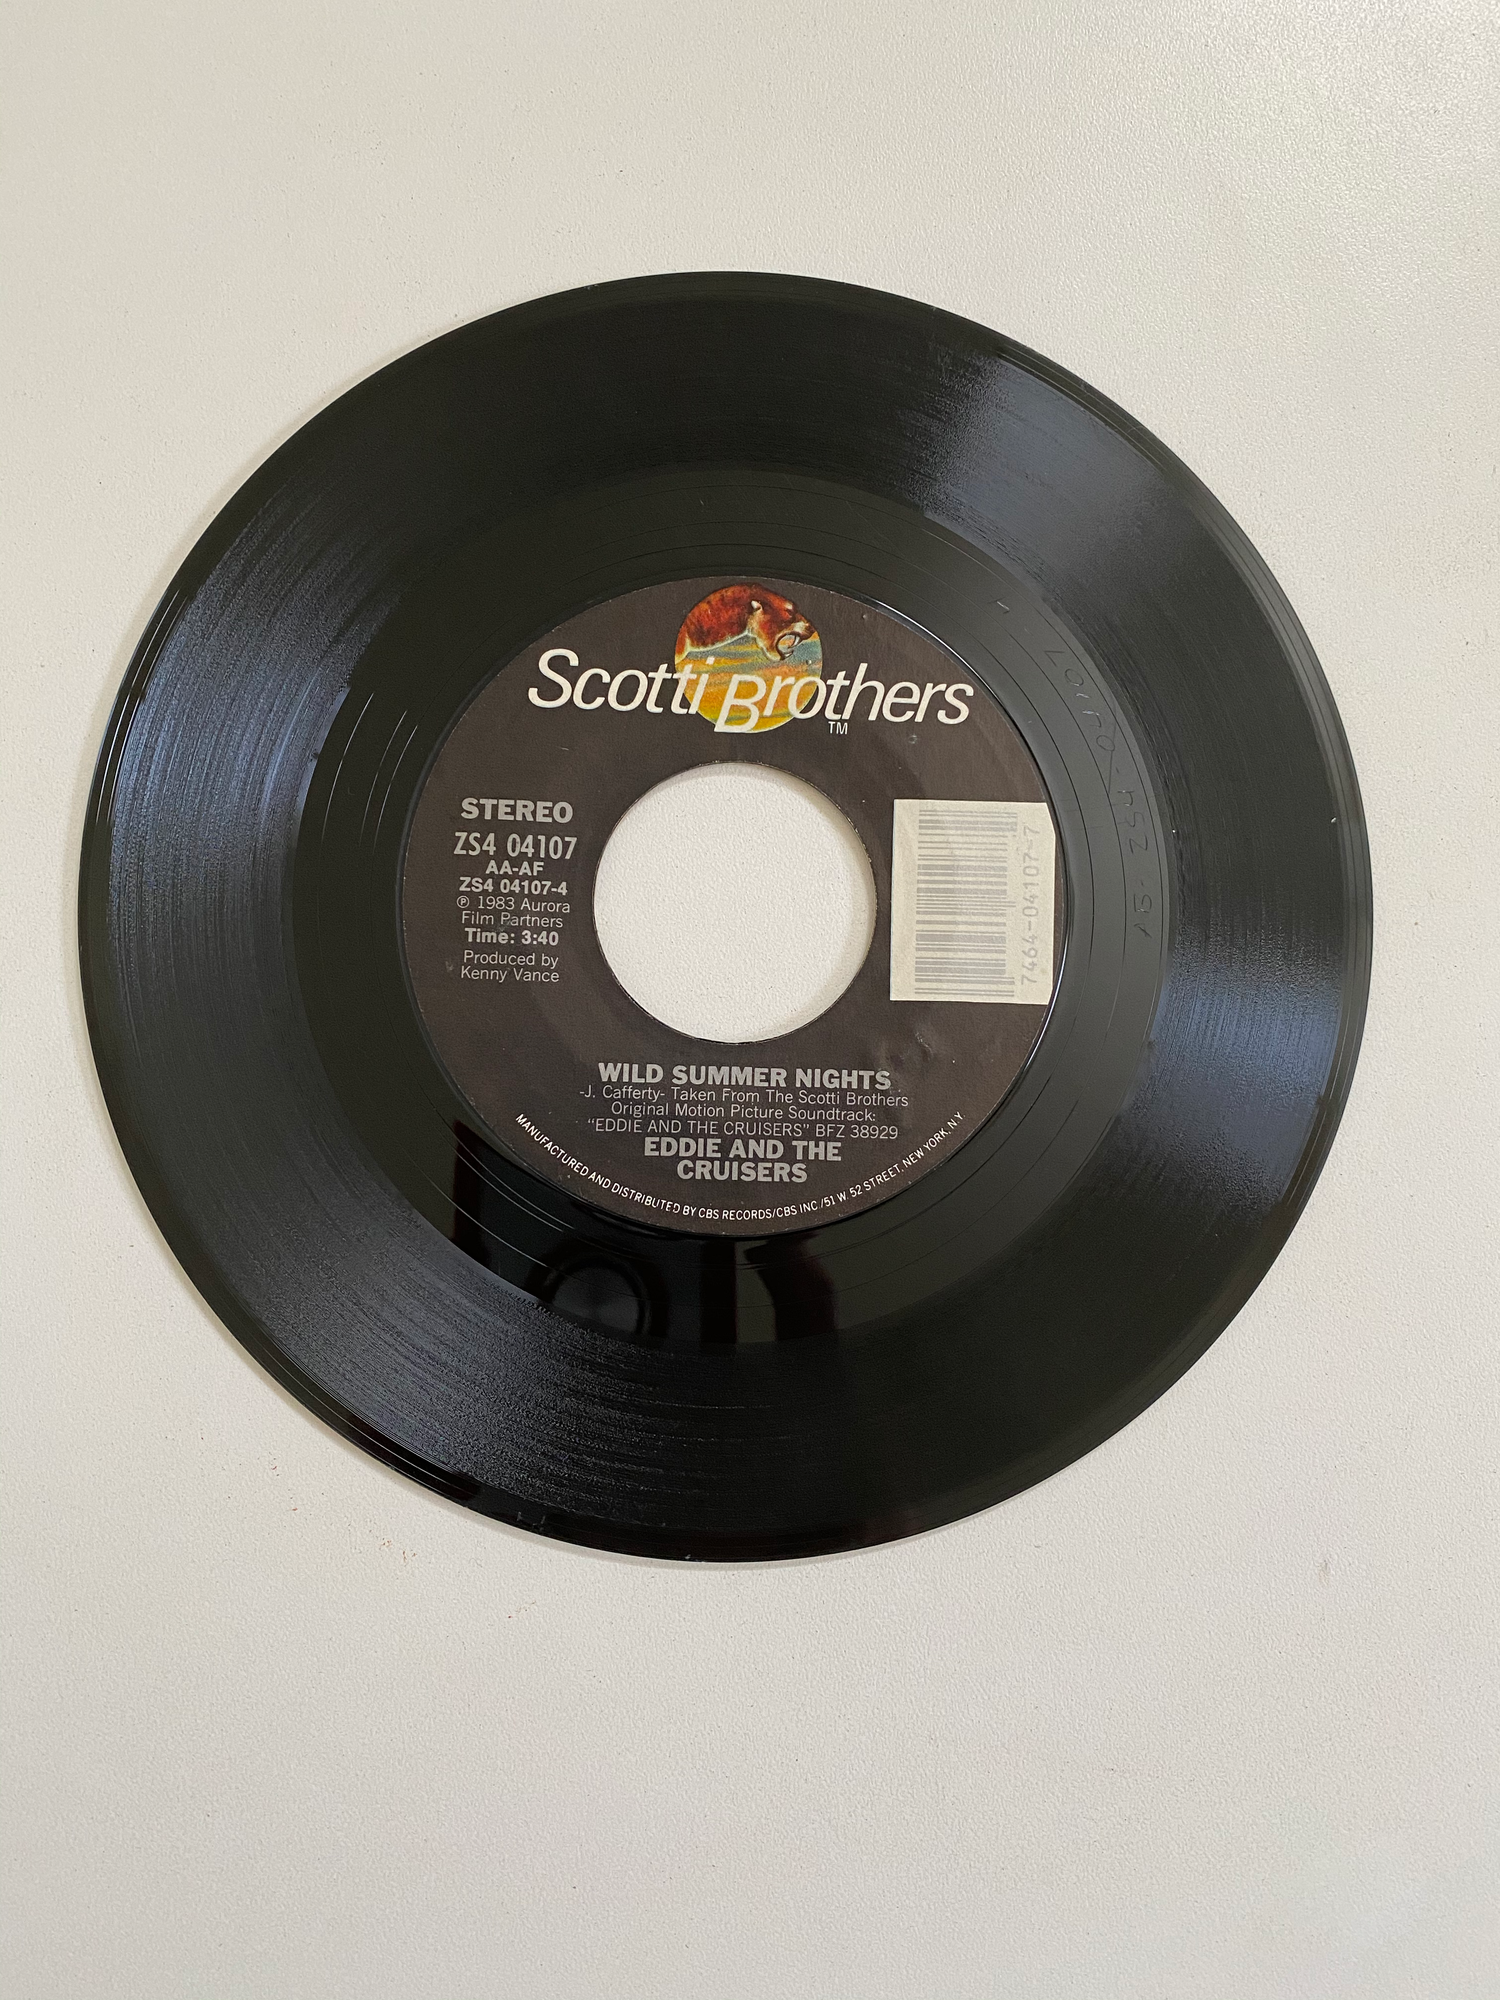 Scotti Brothers
TM
STEREO
ZS4 04107
AA-AF
ZS4 04107-4
℗ 1983 Aurora
Film Partners
Time: 3:40
Produced by
Kenny Vance
7464-04107-7
WILD SUMMER NIGHTS
-J. Cafferty- Taken From The Scotti Brothers
Original Motion Picture Soundtrack:
"EDDIE AND THE CRUISERS" BFZ 38929
EDDIE AND THE
CRUISERS
MANUFACTURED AND DISTRIBUTED BY CBS RECORDS/CBS INC./51 W. 52 STREET, NEW YORK, N.Y.